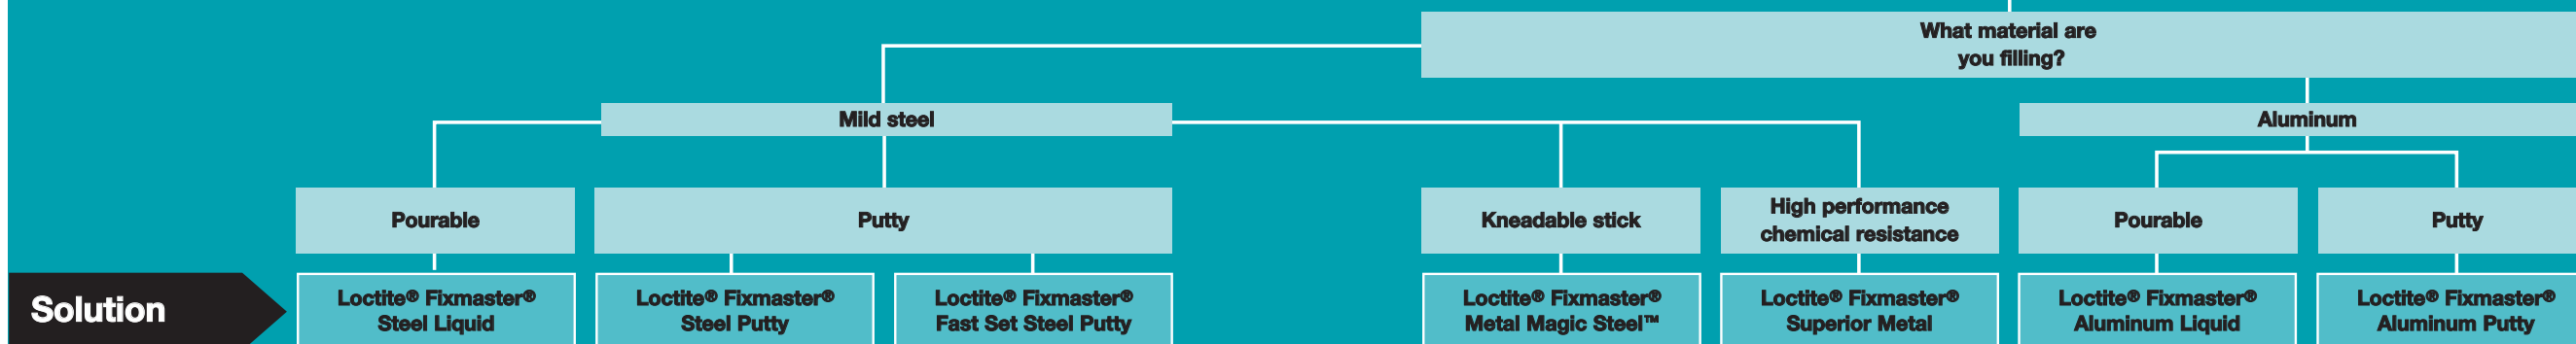 What material are
you filling?
Mild steel
Aluminum
Pourable
Putty
Kneadable stick
High performance
chemical resistance
Pourable
Putty
Solution
Loctite® Fixmaster®
Steel Liquid
Loctite® Fixmaster®
Steel Putty
Loctite® Fixmaster®
Fast Set Steel Putty
Loctite® Fixmaster®
Metal Magic Steel™
Loctite® Fixmaster®
Superior Metal
Loctite® Fixmaster®
Aluminum Liquid
Loctite® Fixmaster®
Aluminum Putty